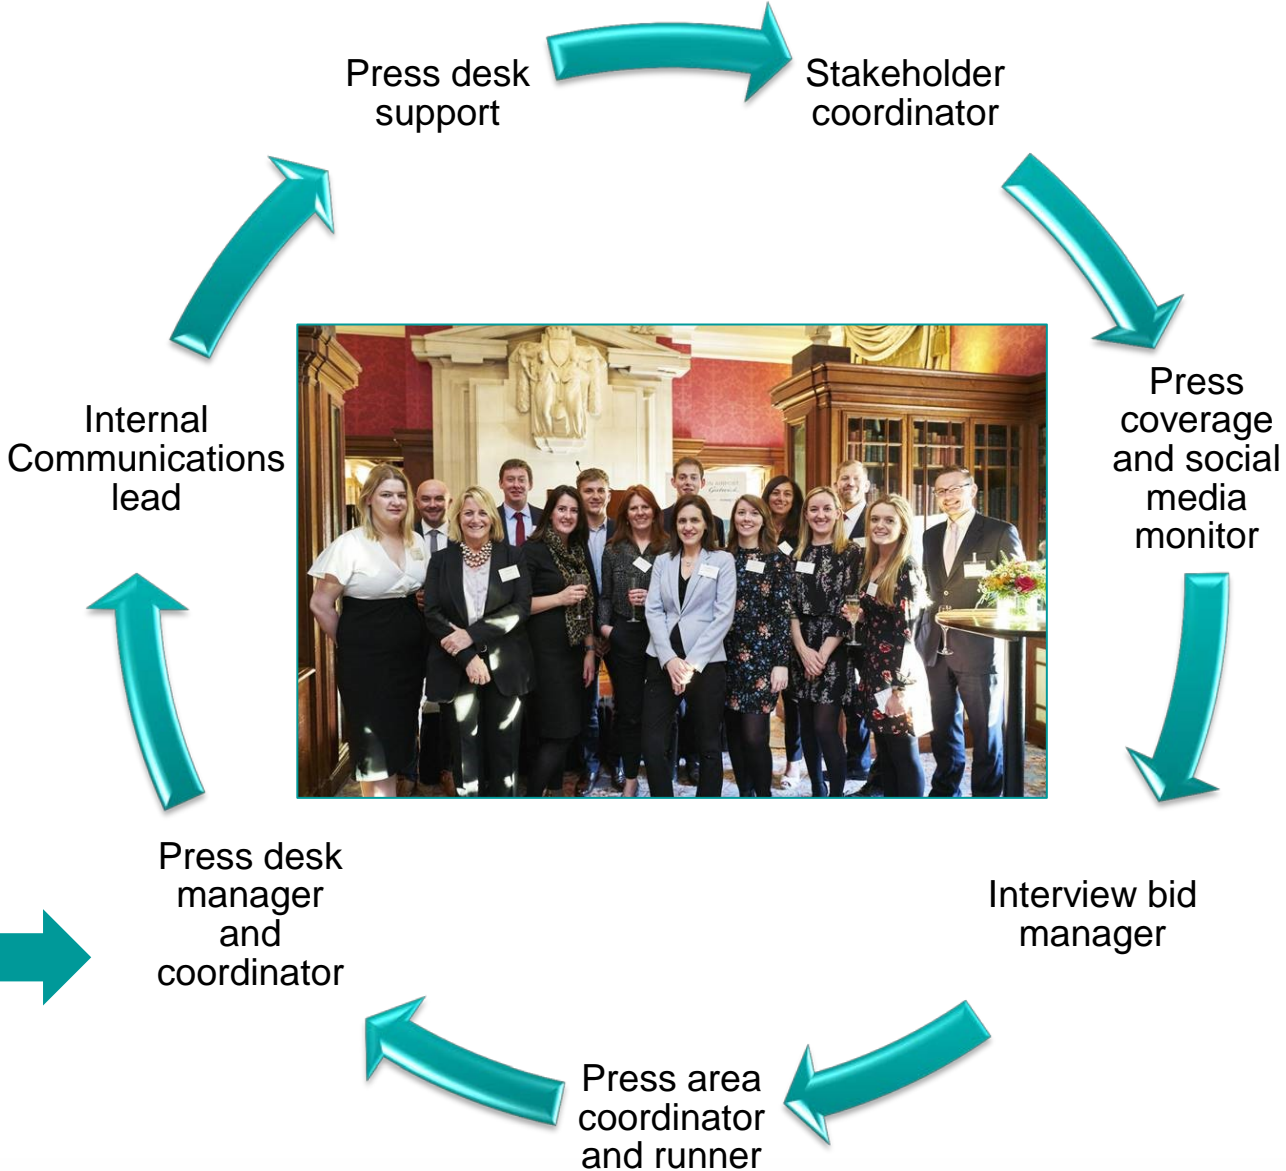 Press desk
support
Stakeholder
coordinator
Press
coverage
and social
media
monitor
Interview bid
manager
Press area
coordinator
and runner
Press desk
manager
and
coordinator
Internal
Communications
lead
Gatwick